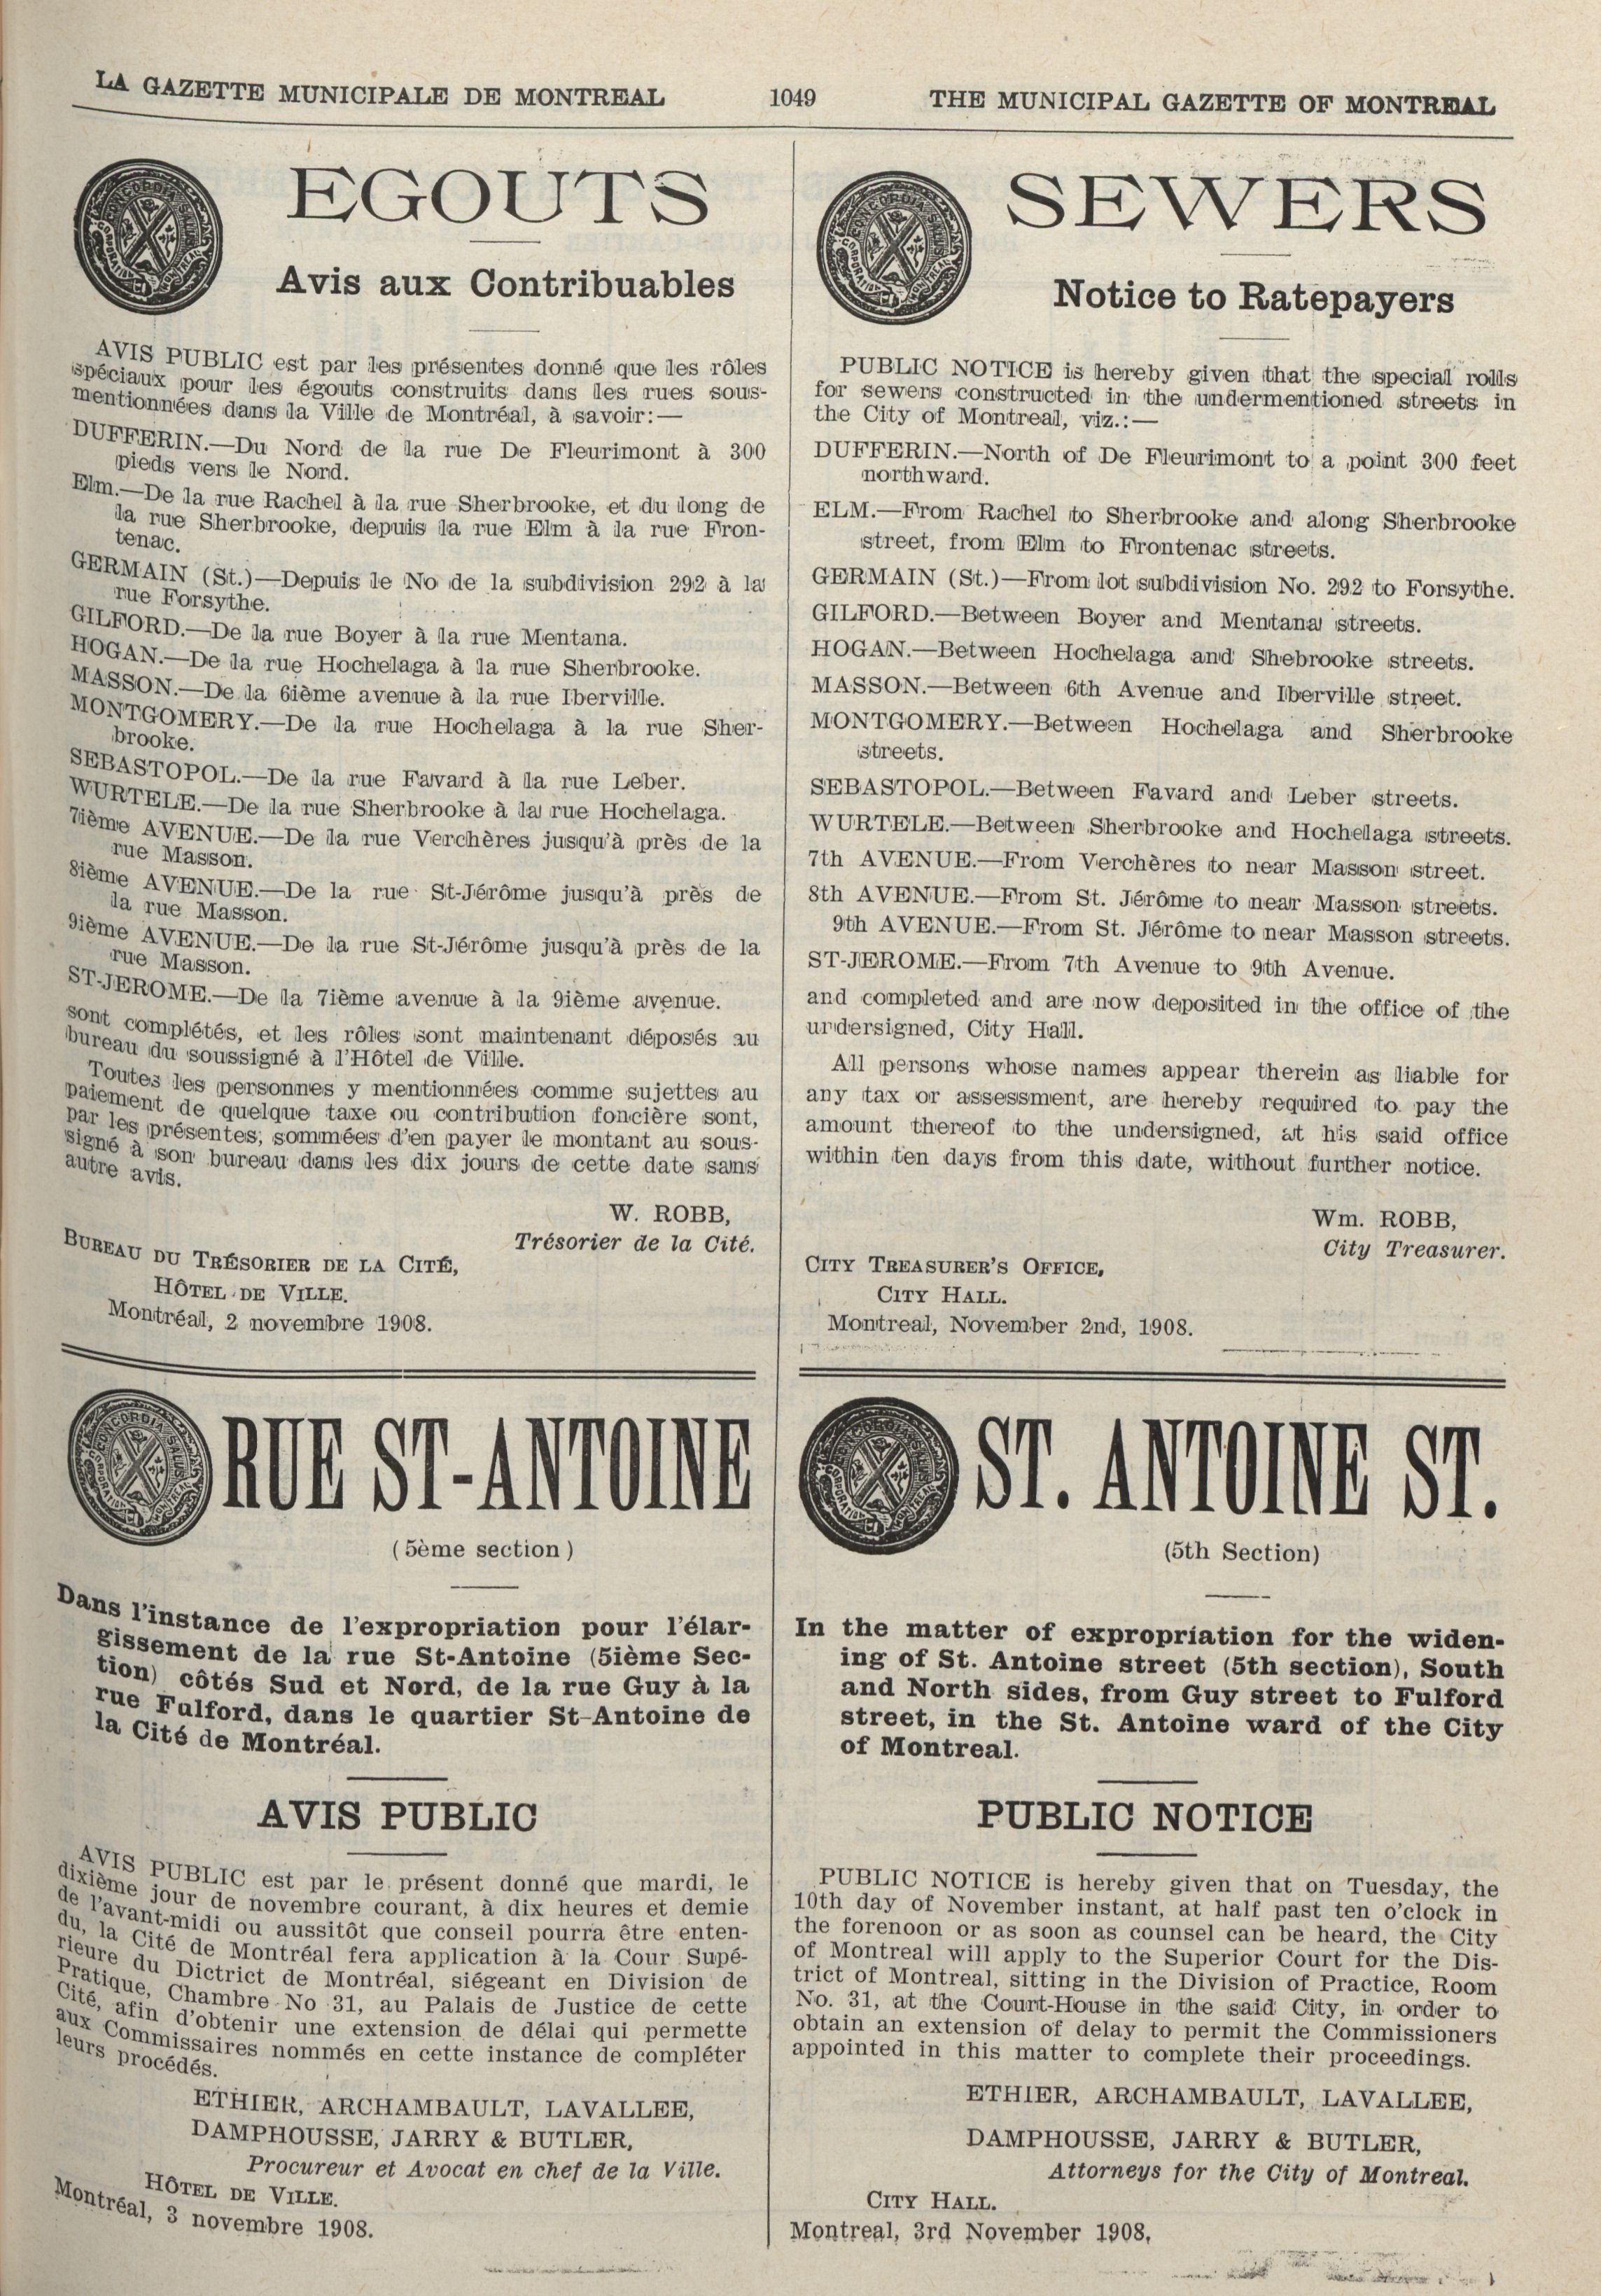 LA GAZETTE MUNICIPALE DE MONTREAL 1049 THE MUNICIPAL GAZETTE OF MONTREAL
EGOUTS
Avis aux Contribuables
AVIS PUBLIC est par les présentes donné que les rôles
spéciaux pour les égouts construits dans les rues sous-
mentionnées dans la Ville de Montréal, à savoir:—
DUFFERIN.—Du Nord de la rue De Fleurimont à 300
pieds vers le Nord.
Elm.—De la rue Rachel à la rue Sherbrooke, et du long de
la rue Sherbrooke, depuis la rue Elm à la rue Fron-
tenac.
GERMAIN (St.)—Depuis le No de la subdivision 292 à la
rue Forsythe.
GILFORD.—De la rue Boyer à la rue Mentana.
HOGAN.—De la rue Hochelaga à la rue Sherbrooke.
MASSON.—De la 6ième avenue à la rue Iberville.
MONTGOMERY.—De la rue Hochelaga à la rue Sher-
brooke.
SEBASTOPOL.—De la rue Favard à la rue Leber.
WURTELE.—De la rue Sherbrooke à la rue Hochelaga.
7ième AVENUE.—De la rue Verchères jusqu'à près de la
rue Masson.
8ième AVENUE.—De la rue St-Jérôme jusqu'à près de
la rue Masson.
9ième AVENUE.—De la rue St-Jérôme jusqu'à près de la
rue Masson.
ST-JEROME.—De la 7ième avenue à la 9ième avenue.
sont complétés, et les rôles sont maintenant déposés au
bureau du soussigné à l'Hôtel de Ville.
Toutes les personnes y mentionnées comme sujettes au
paiement de quelque taxe ou contribution foncière sont,
par les présentes, sommées d'en payer le montant au sous-
signé à son bureau dans les dix jours de cette date sans
autre avis.
W. ROBB,
Trésorier de la Cité.
BUREAU DU TRÉSORIER DE LA CITÉ,
HÔTEL DE VILLE.
Montréal, 2 novembre 1908.
SEWERS
Notice to Ratepayers
PUBLIC NOTICE is hereby given that the special rolls
for sewers constructed in the undermentioned streets in
the City of Montreal, viz.:—
DUFFERIN.—North of De Fleurimont to a point 300 feet
northward.
ELM.—From Rachel to Sherbrooke and along Sherbrooke
street, from Elm to Frontenac streets.
GERMAIN (St.)—From lot subdivision No. 292 to Forsythe.
GILFORD.—Between Boyer and Mentana streets.
HOGAN.—Between Hochelaga and Shebrooke streets.
MASSON.—Between 6th Avenue and Iberville street.
MONTGOMERY.—Between Hochelaga and Sherbrooke
streets.
SEBASTOPOL.—Between Favard and Leber streets.
WURTELE.—Between Sherbrooke and Hochelaga streets.
7th AVENUE.—From Verchères to near Masson street.
8th AVENUE.—From St. Jérôme to near Masson streets.
9th AVENUE.—From St. Jérôme to near Masson streets.
ST-JEROME.—From 7th Avenue to 9th Avenue.
and completed and are now deposited in the office of the
undersigned, City Hall.
All persons whose names appear therein as liable for
any tax or assessment, are hereby required to pay the
amount thereof to the undersigned, at his said office
within ten days from this date, without further notice.
Wm. ROBB,
City Treasurer.
CITY TREASURER'S OFFICE,
CITY HALL.
Montreal, November 2nd, 1908.
RUE ST-ANTOINE
(5ème section)
Dans l'instance de l'expropriation pour l'élar-
gissement de la rue St-Antoine (5ième Sec-
tion) côtés Sud et Nord, de la rue Guy à la
rue Fulford, dans le quartier St-Antoine de
la Cité de Montréal.
AVIS PUBLIC
AVIS PUBLIC est par le présent donné que mardi, le
dixième jour de novembre courant, à dix heures et demie
de l'avant-midi ou aussitôt que conseil pourra être enten-
du, la Cité de Montréal fera application à la Cour Supé-
rieure du Dictrict de Montréal, siégeant en Division de
Pratique, Chambre No 31, au Palais de Justice de cette
Cité, afin d'obtenir une extension de délai qui permette
aux Commissaires nommés en cette instance de compléter
leurs procédés.
ETHIER, ARCHAMBAULT, LAVALLEE,
DAMPHOUSSE, JARRY & BUTLER,
Procureur et Avocat en chef de la Ville.
HÔTEL DE VILLE.
Montréal, 3 novembre 1908.
ST. ANTOINE ST.
(5th Section)
In the matter of expropriation for the widen-
ing of St. Antoine street (5th section), South
and North sides, from Guy street to Fulford
street, in the St. Antoine ward of the City
of Montreal.
PUBLIC NOTICE
PUBLIC NOTICE is hereby given that on Tuesday, the
10th day of November instant, at half past ten o'clock in
the forenoon or as soon as counsel can be heard, the City
of Montreal will apply to the Superior Court for the Dis-
trict of Montreal, sitting in the Division of Practice, Room
No. 31, at the Court-House in the said City, in order to
obtain an extension of delay to permit the Commissioners
appointed in this matter to complete their proceedings.
ETHIER, ARCHAMBAULT, LAVALLEE,
DAMPHOUSSE, JARRY & BUTLER,
Attorneys for the City of Montreal.
CITY HALL.
Montreal, 3rd November 1908.